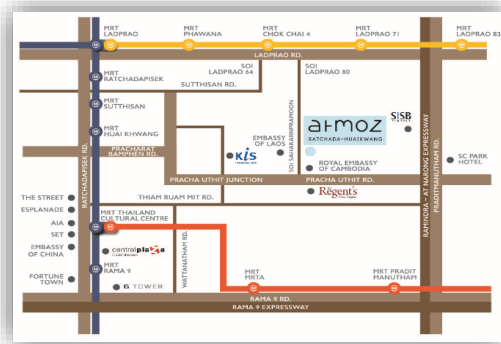 MRT
LADPRAO
MRT
PHAWANA
MRT
CHOK CHAI 4
MRT
LADPRAO 71
MRT
LADPRAO 83
LADPRAO RD.
MRT
RATCHADAPISEK
SOI
LADPRAO 64
SOI
LADPRAO 80
SUTTHISAN RD.
MRT
SUTTHISAN
MRT
HUAI KHWANG
PRACHARAT
BAMPHEN RD.
RATCHADAPISEK RD.
kis
EMBASSY
OF LAOS
SOI SAHAKARNPRAMOON
atmoz
RATCHADA-HUAIKWANG
SISB
ROYAL EMBASSY
OF CAMBODIA
RAMINDRA - AT NARONG EXPRESSWAY
PRADITMANUTHAM RD.
SC PARK
HOTEL
PRACHA UTHIT JUNCTION
PRACHA UTHIT RD.
THIAM RUAM MIT RD.
Regent's
THE STREET
ESPLANADE
AIA
SET
EMBASSY
OF CHINA
FORTUNE
TOWN
MRT THAILAND
CULTURAL CENTRE
centralplaza
WATTANATHAM RD.
MRT
RAMA 9
G TOWER
MRT
MRTA
MRT PRADIT
MANUTHAM
RAMA 9 RD.
RAMA 9 EXPRESSWAY